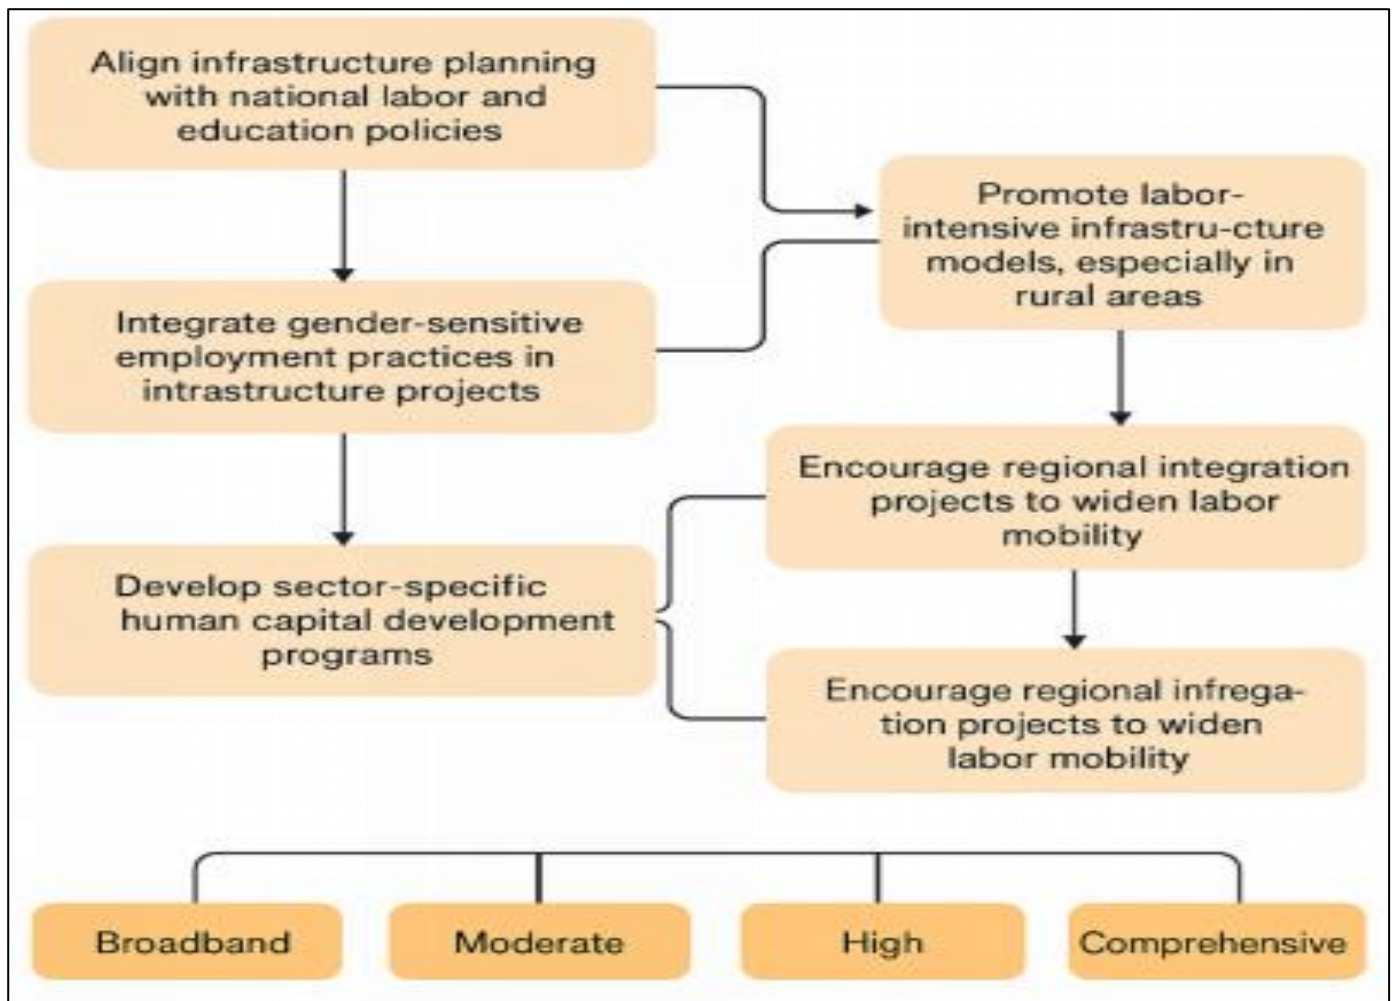 Align infrastructure planning
with national labor and
education policies
Promote labor-
intensive infrastru-cture
models, especially in
rural areas
Integrate gender-sensitive
employment practices in
intrastructure projects
Encourage regional integration
projects to widen labor
mobility
Develop sector-specific
human capital development
programs
Encourage regional infrega-
tion projects to widen
labor mobility
Broadband
Moderate
High
Comprehensive